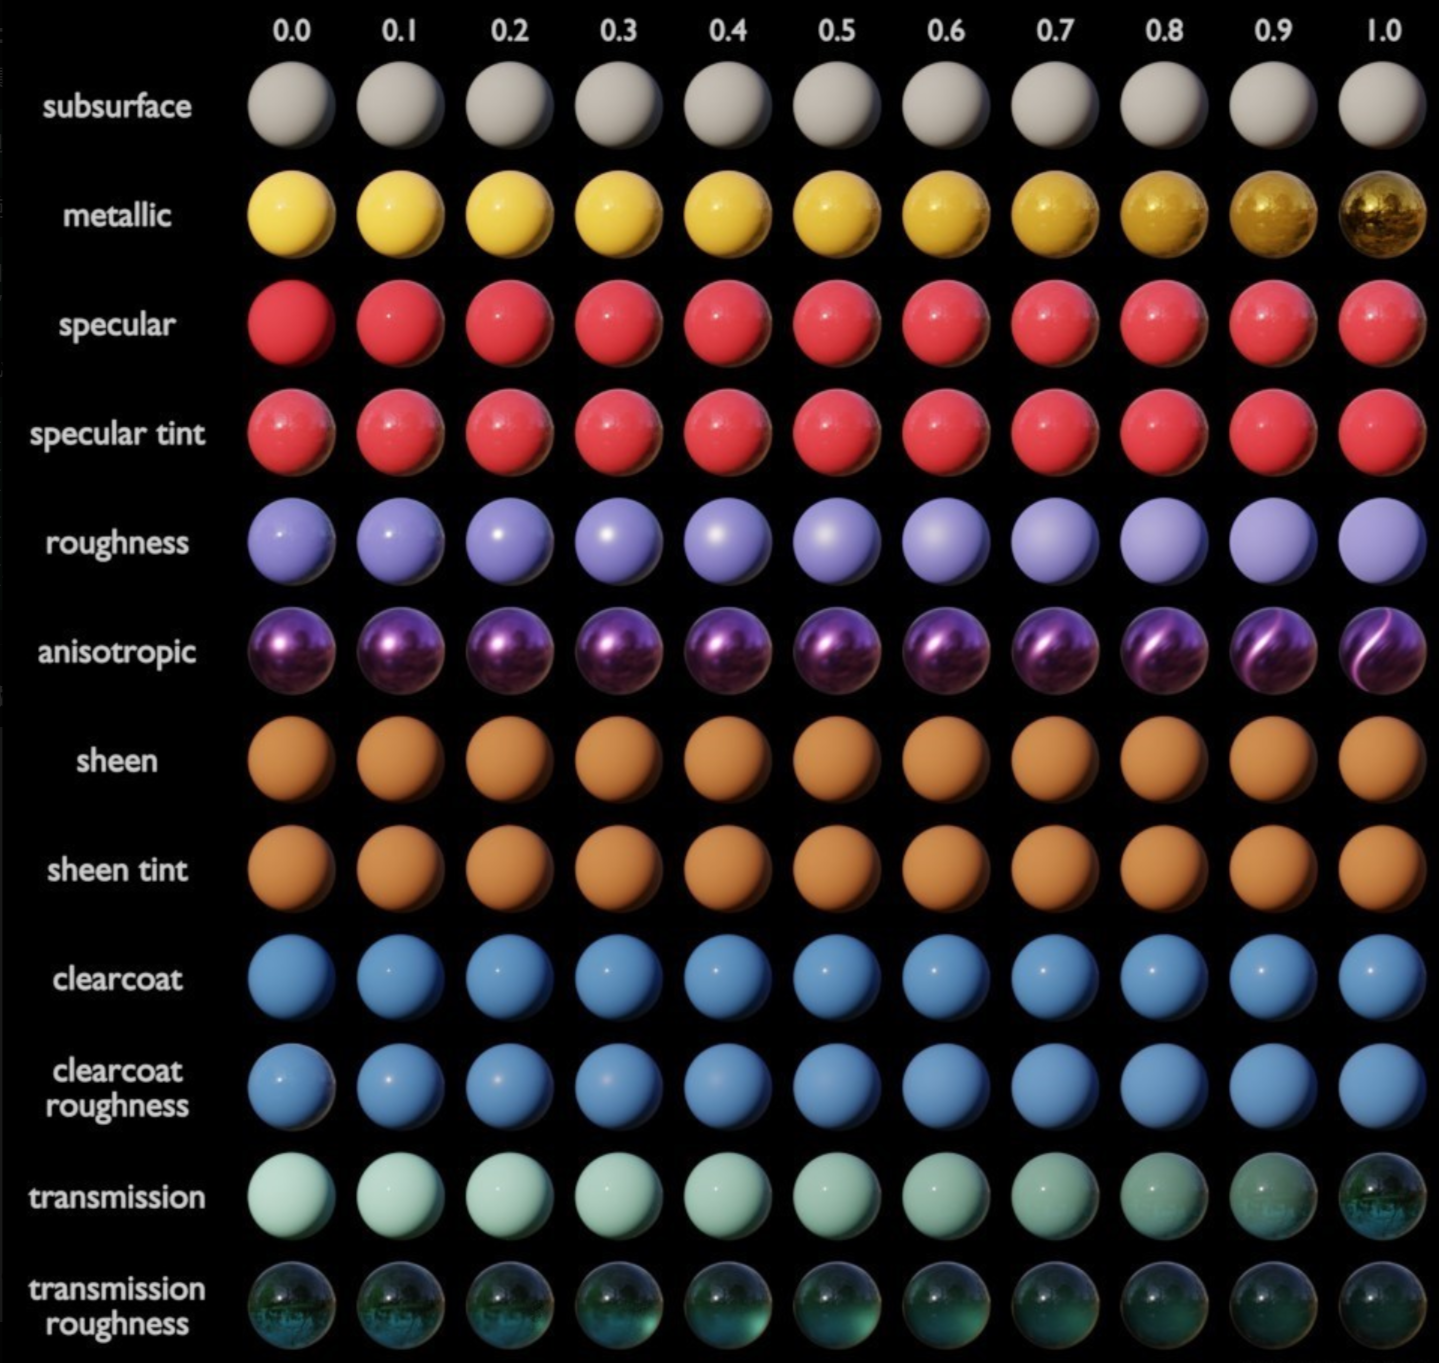 0.0 0.1 0.2 0.3 0.4 0.5 0.6 0.7 0.8 0.9 1.0
subsurface
metallic
specular
specular tint
roughness
anisotropic
sheen
sheen tint
clearcoat
clearcoat
roughness
transmission
transmission
roughness